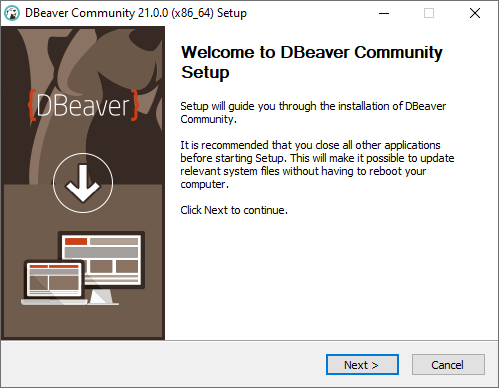 DBeaver Community 21.0.0 (x86_64) Setup
{DBeaver}
Welcome to DBeaver Community
Setup
Setup will guide you through the installation of DBeaver
Community.
It is recommended that you close all other applications
before starting Setup. This will make it possible to update
relevant system files without having to reboot your
computer.
Click Next to continue.
Next >
Cancel